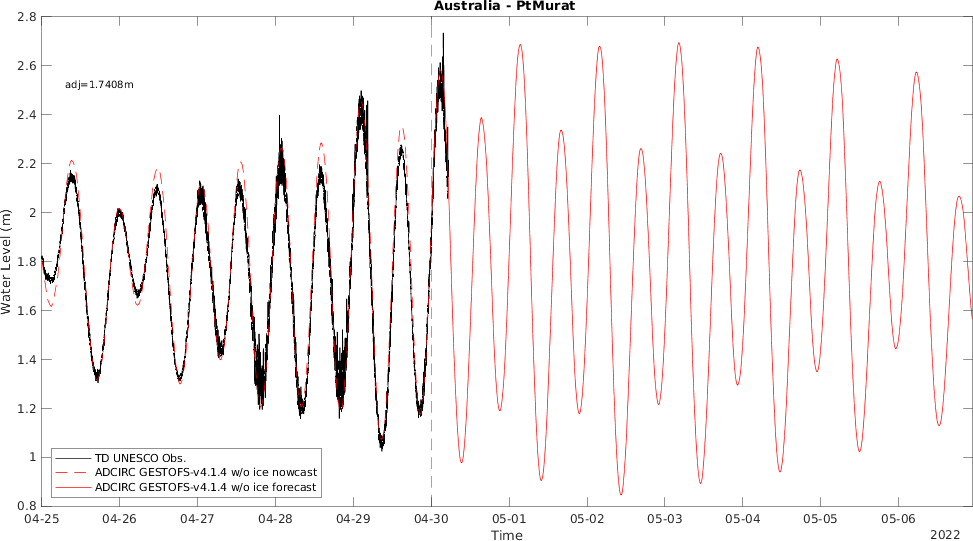 Australia - PtMurat
2.8
2.6
2.4
2.2
2
1.8
1.6
1.4
1.2
1
0.8
Water Level (m)
adj=1.7408m
TD UNESCO Obs.
ADCIRC GESTOFS-v4.1.4 w/o ice nowcast
ADCIRC GESTOFS-v4.1.4 w/o ice forecast
04-25 04-26 04-27 04-28 04-29 04-30 05-01 05-02 05-03 05-04 05-05 05-06
Time
2022